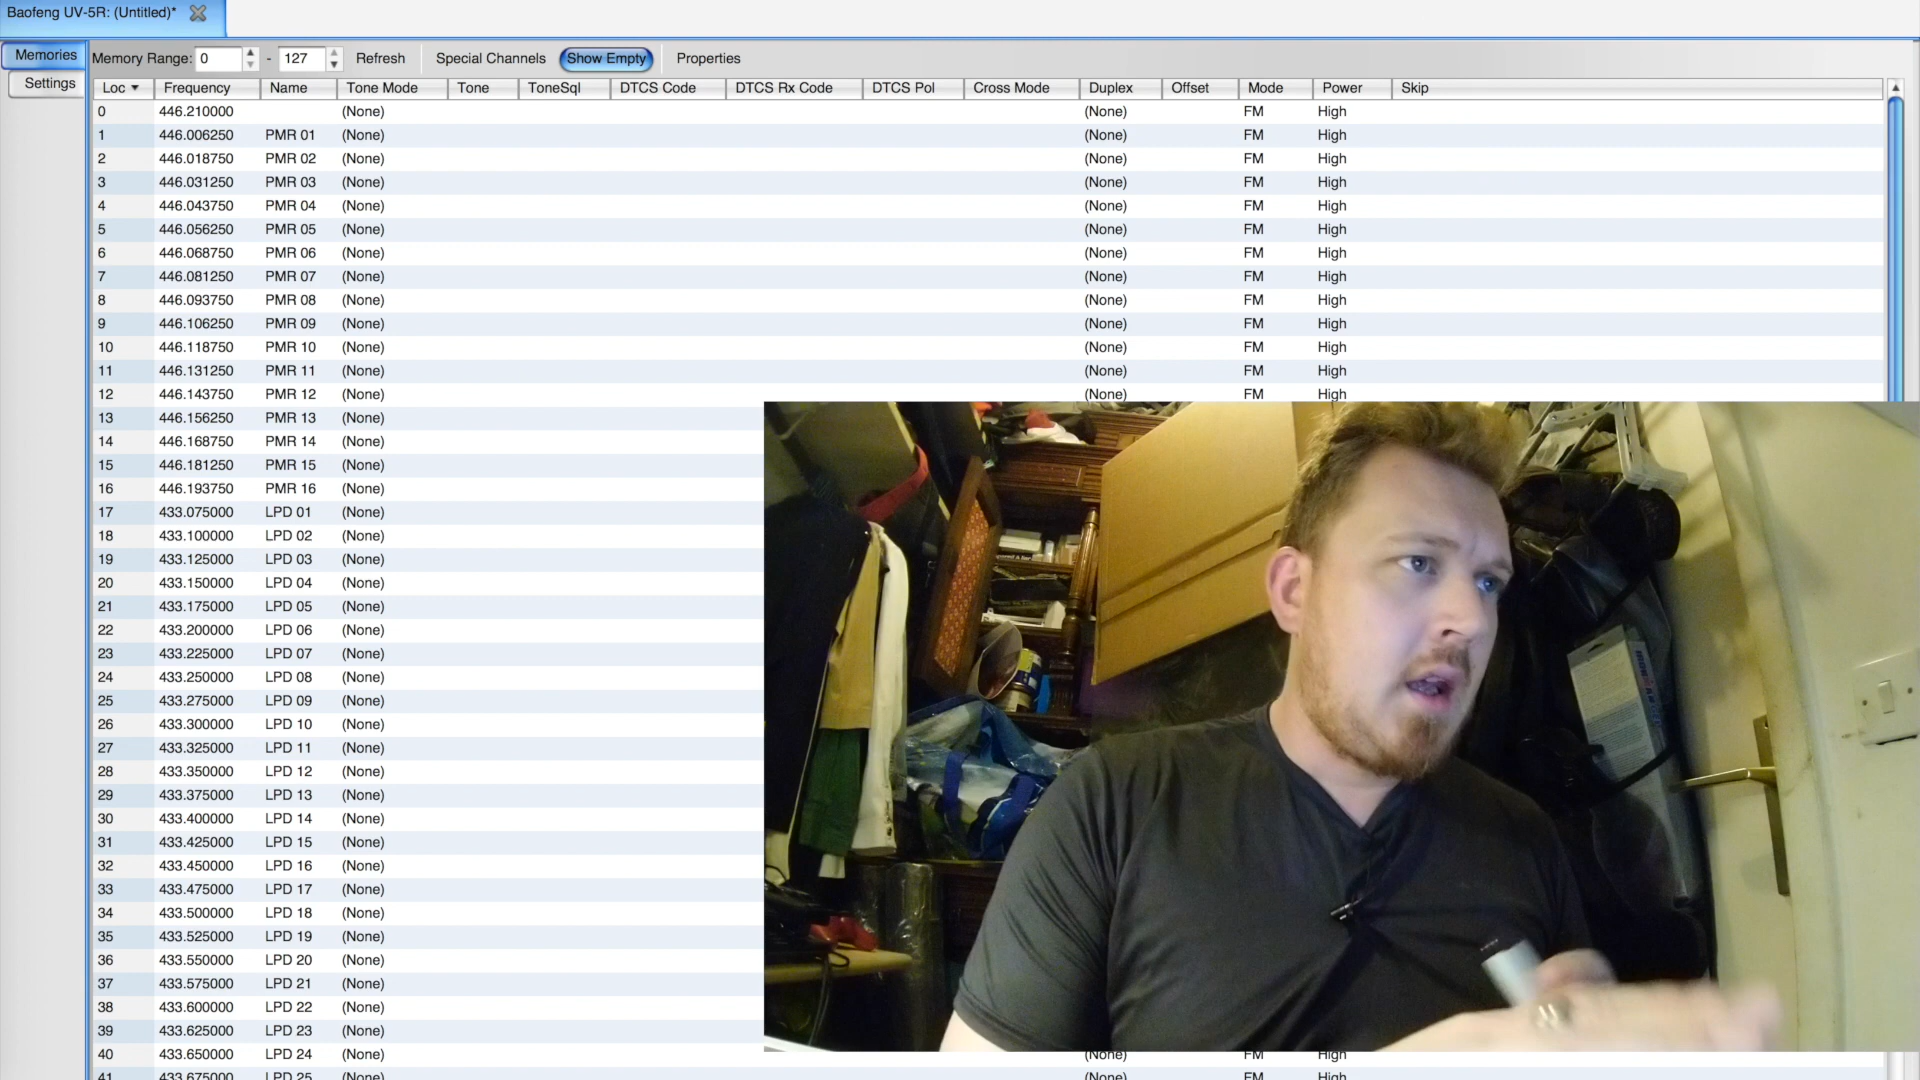 Baofeng UV-5R: (Untitled)*
Memories
Settings
Memory Range: 0 - 127 Refresh Special Channels Show Empty Properties
Loc Frequency Name Tone Mode Tone ToneSql DTCS Code DTCS Rx Code DTCS Pol Cross Mode Duplex Offset Mode Power Skip
0 446.210000 (None) (None) FM High
1 446.006250 PMR 01 (None) (None) FM High
2 446.018750 PMR 02 (None) (None) FM High
3 446.031250 PMR 03 (None) (None) FM High
4 446.043750 PMR 04 (None) (None) FM High
5 446.056250 PMR 05 (None) (None) FM High
6 446.068750 PMR 06 (None) (None) FM High
7 446.081250 PMR 07 (None) (None) FM High
8 446.093750 PMR 08 (None) (None) FM High
9 446.106250 PMR 09 (None) (None) FM High
10 446.118750 PMR 10 (None) (None) FM High
11 446.131250 PMR 11 (None) (None) FM High
12 446.143750 PMR 12 (None) (None) FM High
13 446.156250 PMR 13 (None)
14 446.168750 PMR 14 (None)
15 446.181250 PMR 15 (None)
16 446.193750 PMR 16 (None)
17 433.075000 LPD 01 (None)
18 433.100000 LPD 02 (None)
19 433.125000 LPD 03 (None)
20 433.150000 LPD 04 (None)
21 433.175000 LPD 05 (None)
22 433.200000 LPD 06 (None)
23 433.225000 LPD 07 (None)
24 433.250000 LPD 08 (None)
25 433.275000 LPD 09 (None)
26 433.300000 LPD 10 (None)
27 433.325000 LPD 11 (None)
28 433.350000 LPD 12 (None)
29 433.375000 LPD 13 (None)
30 433.400000 LPD 14 (None)
31 433.425000 LPD 15 (None)
32 433.450000 LPD 16 (None)
33 433.475000 LPD 17 (None)
34 433.500000 LPD 18 (None)
35 433.525000 LPD 19 (None)
36 433.550000 LPD 20 (None)
37 433.575000 LPD 21 (None)
38 433.600000 LPD 22 (None)
39 433.625000 LPD 23 (None)
40 433.650000 LPD 24 (None) (None) FM High
41 433.675000 LPD 25 (None) (None) FM High